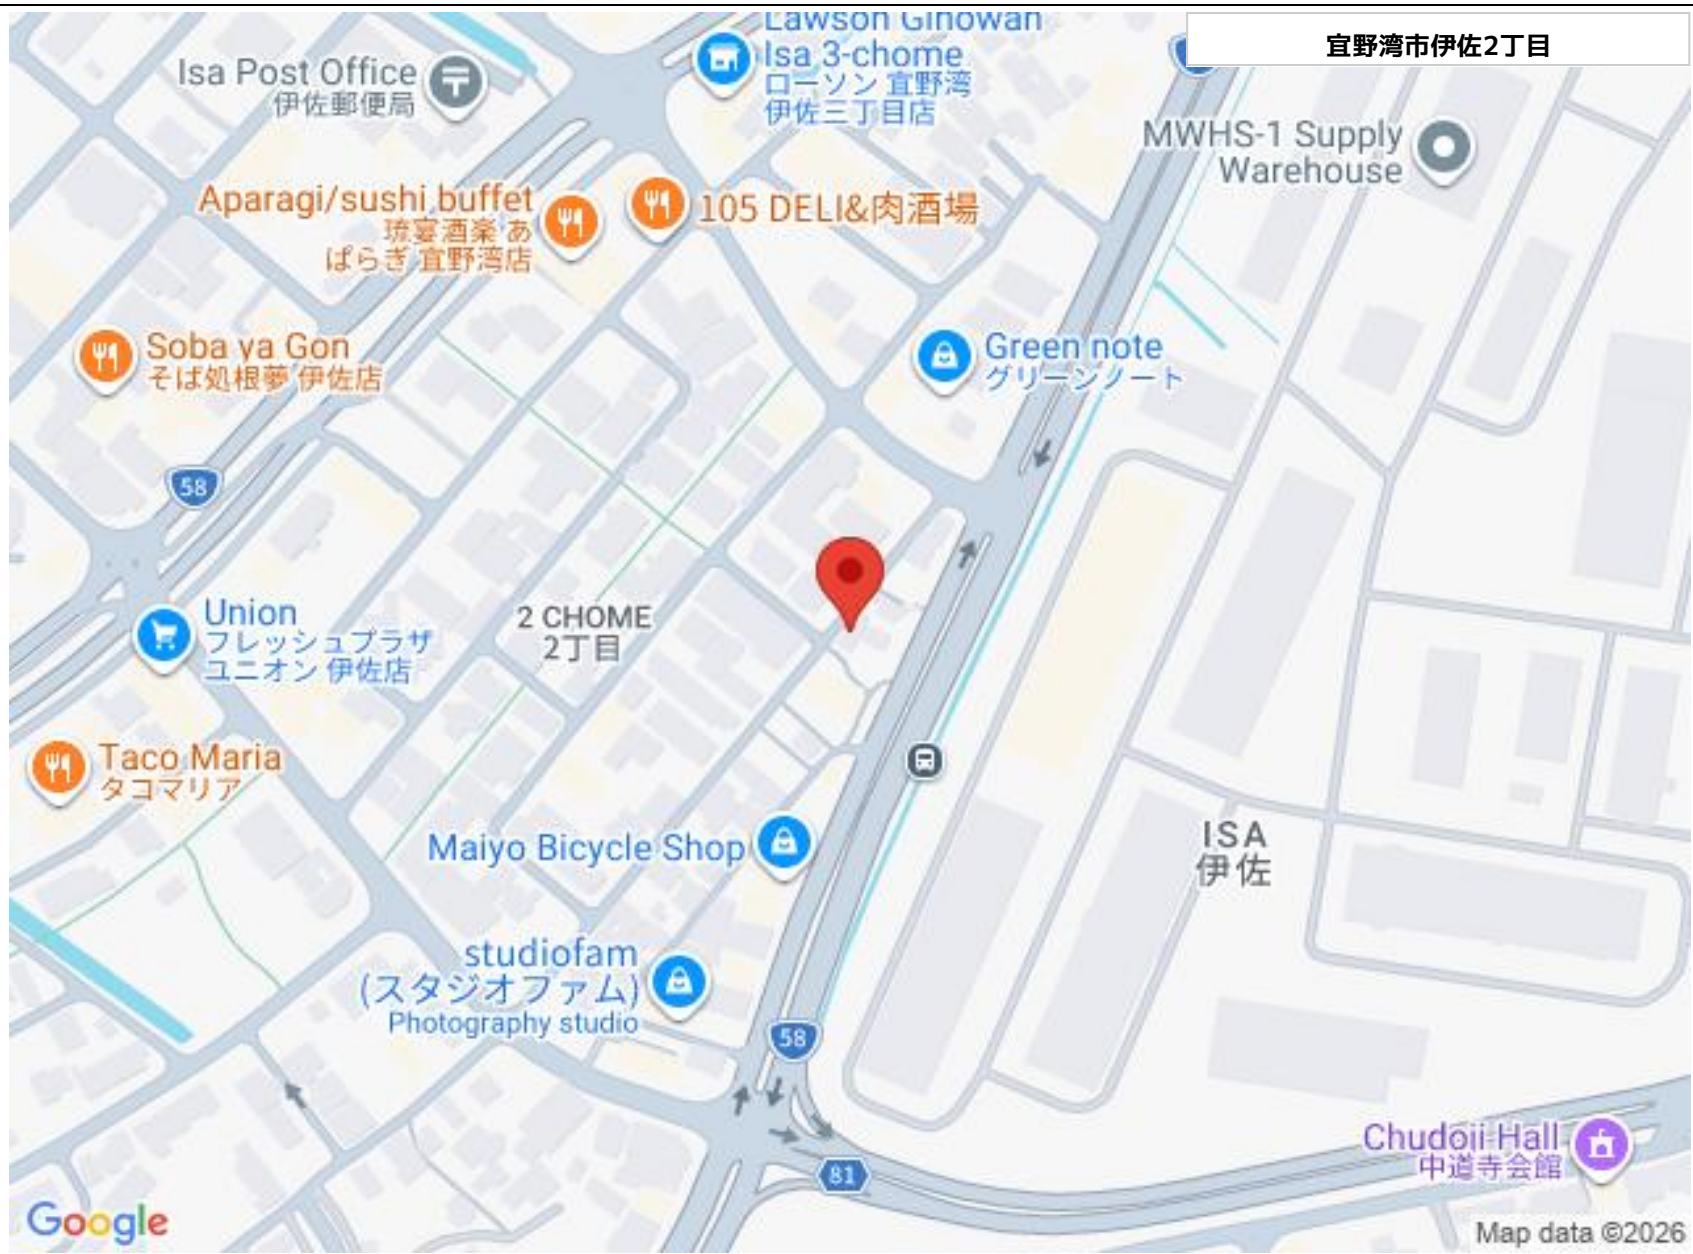 宜野湾市伊佐2丁目
Lawson Ginowan
Isa 3-chome
ローソン 宜野湾
伊佐三丁目店
Isa Post Office
伊佐郵便局
MWHS-1 Supply
Warehouse
Aparagi/sushi buffet
琉宴酒楽 あ
ぱらぎ 宜野湾店
105 DELI&肉酒場
Soba ya Gon
そば処根夢 伊佐店
Green note
グリーンノート
58
Union
フレッシュプラザ
ユニオン 伊佐店
2 CHOME
2丁目
Taco Maria
タコマリア
Maiyo Bicycle Shop
ISA
伊佐
studiofam
(スタジオファム)
Photography studio
58
Chudoji Hall
中道寺会館
81
Google
Map data ©2026